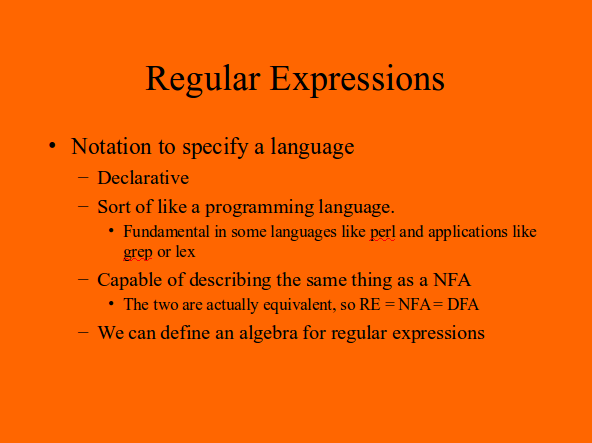 Regular Expressions
• Notation to specify a language
– Declarative
– Sort of like a programming language.
• Fundamental in some languages like perl and applications like
grep or lex
– Capable of describing the same thing as a NFA
• The two are actually equivalent, so RE = NFA = DFA
– We can define an algebra for regular expressions